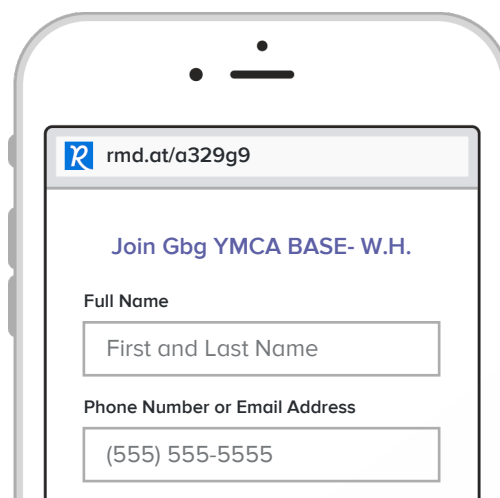 rmd.at/a329g9
Join Gbg YMCA BASE- W.H.
Full Name
First and Last Name
Phone Number or Email Address
(555) 555-5555